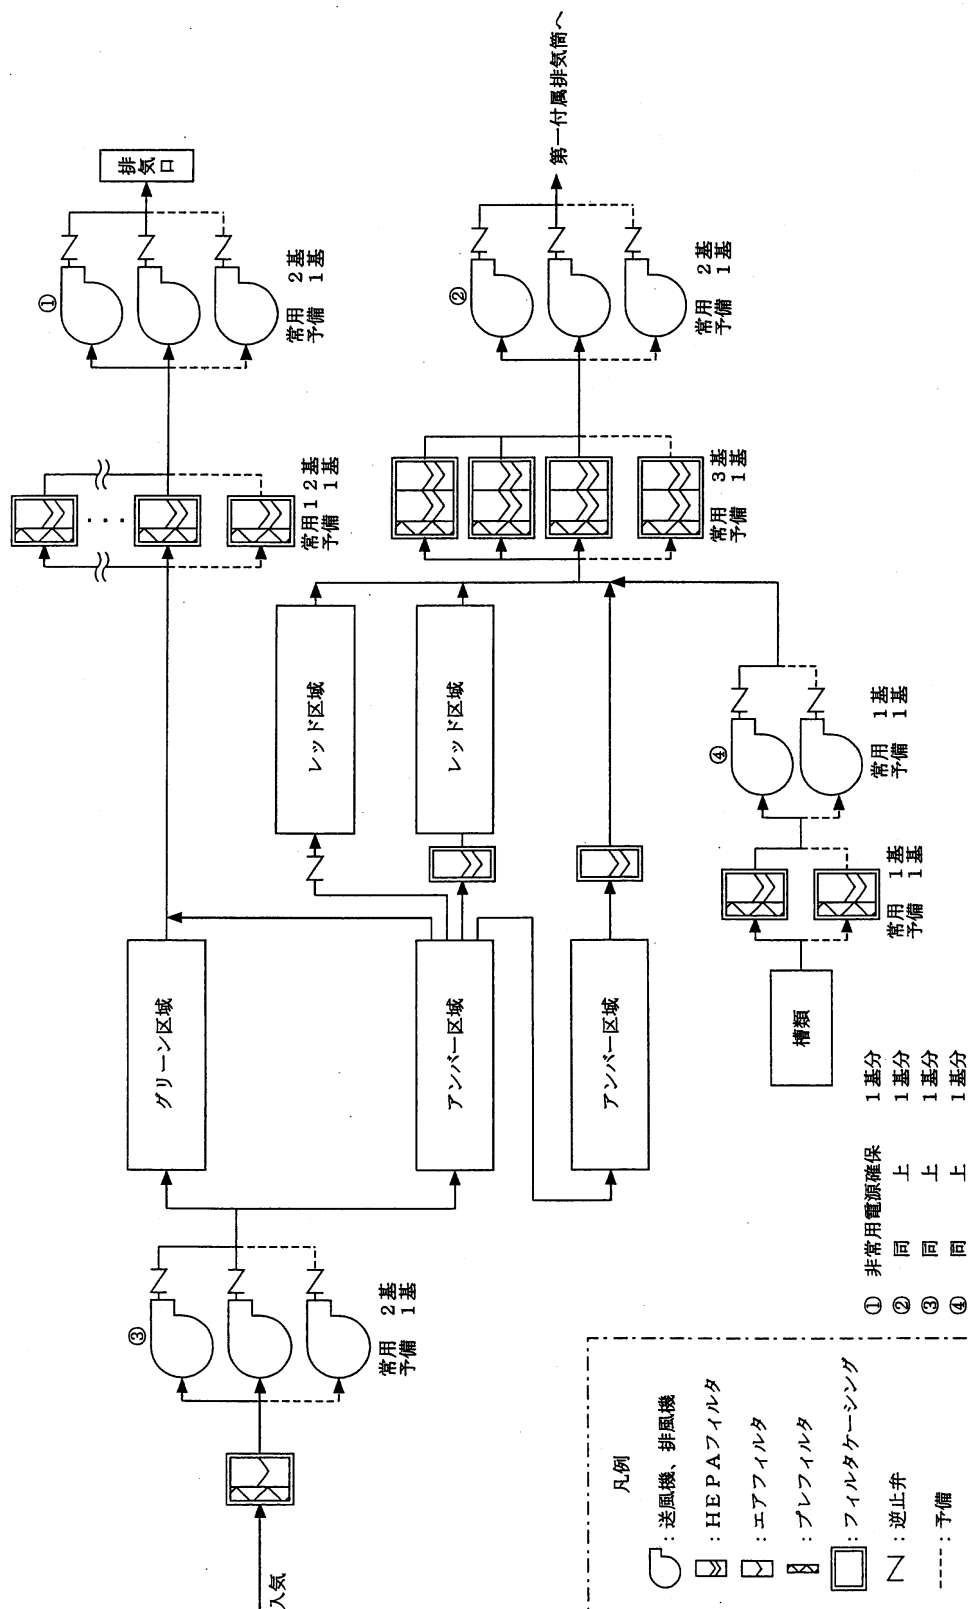 入気
③
常用 2基
予備 1基
グリーン区域
アンバー区域
アンバー区域
レッド区域
レッド区域
常用12基
予備 1基
①
常用 2基
予備 1基
排気口
常用 3基
予備 1基
②
常用 2基
予備 1基
第一付属排気筒へ
槽類
常用 1基
予備 1基
④
常用 1基
予備 1基
① 非常用電源確保 1基分
② 同 上 1基分
③ 同 上 1基分
④ 同 上 1基分
凡例
:送風機、排風機
:HEPAフィルタ
:エアフィルタ
:プレフィルタ
:フィルタケーシング
:逆止弁
:予備